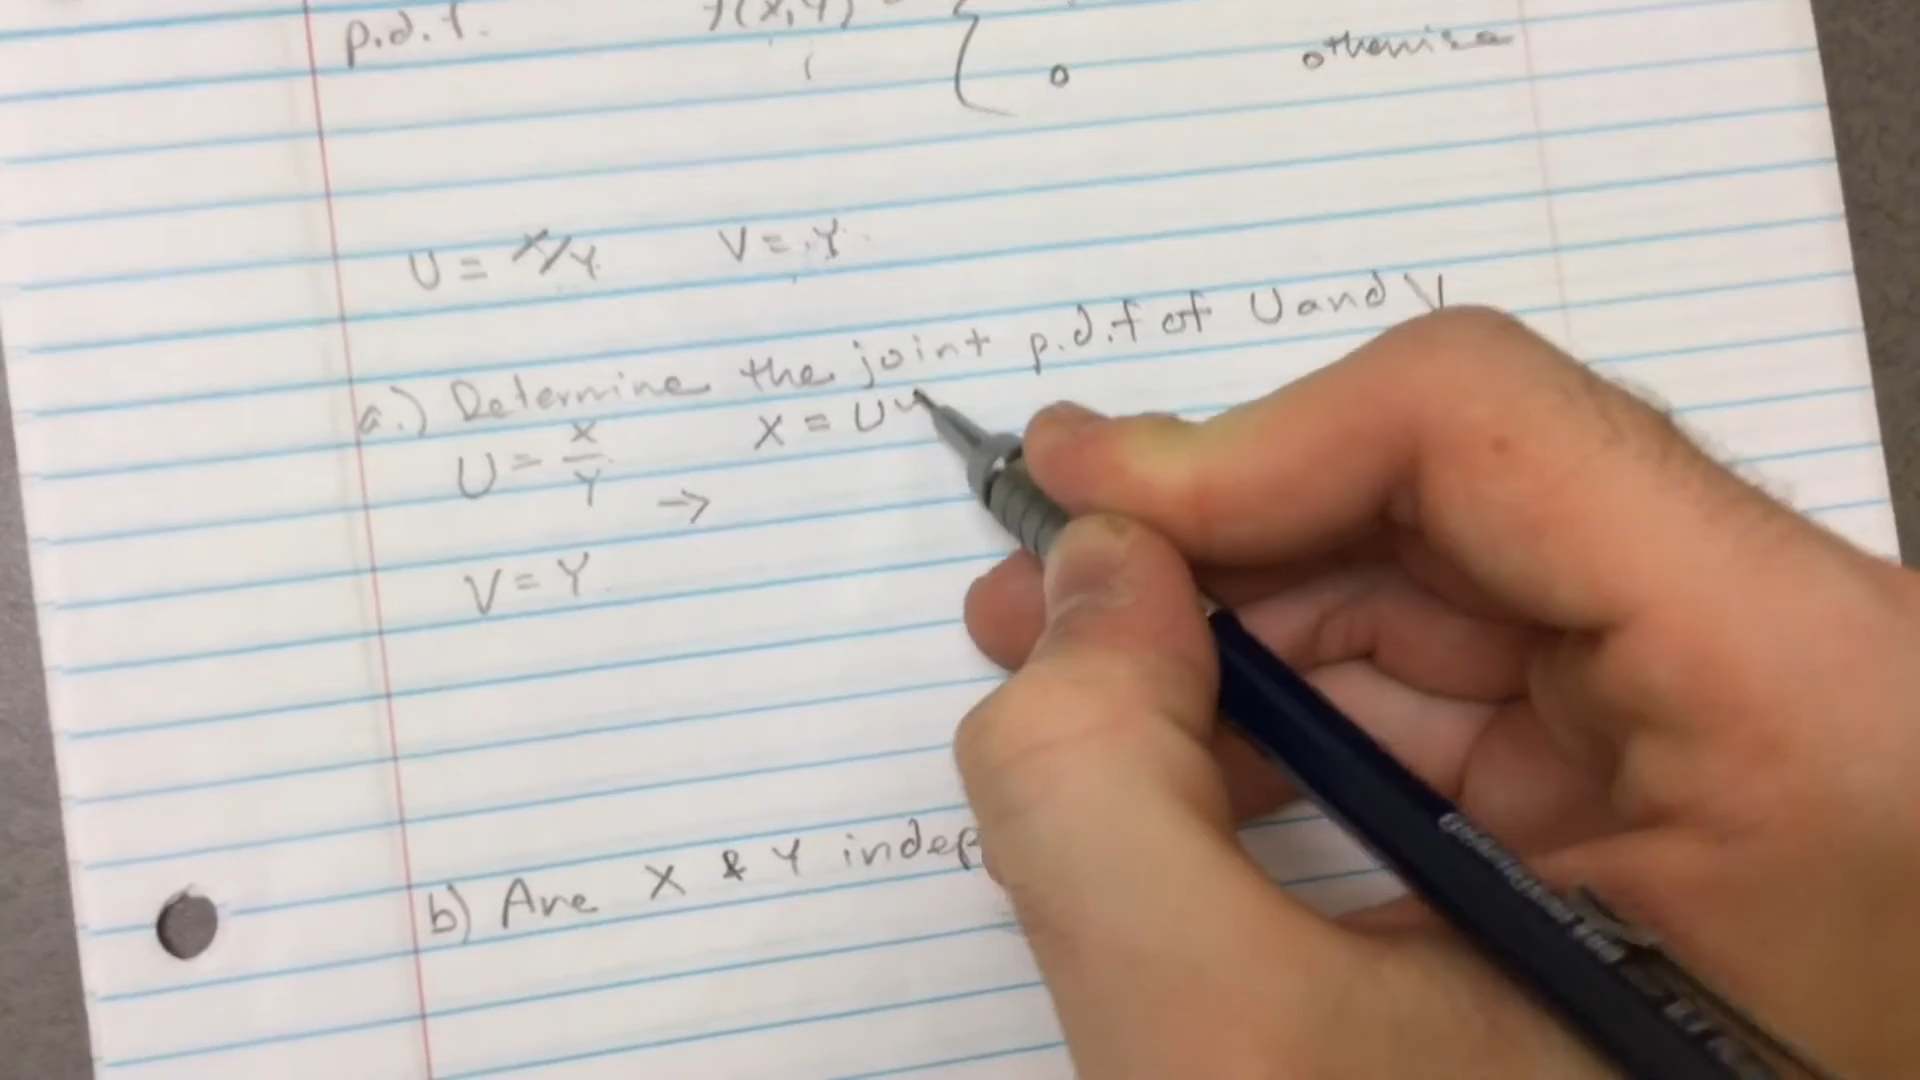 p.d.f. f(x,y) {
0 otherwise
U = X/Y V = Y
a.) Determine the joint p.d.f of U and V
U = X/Y → X = UV
V = Y
b) Are X & Y indep